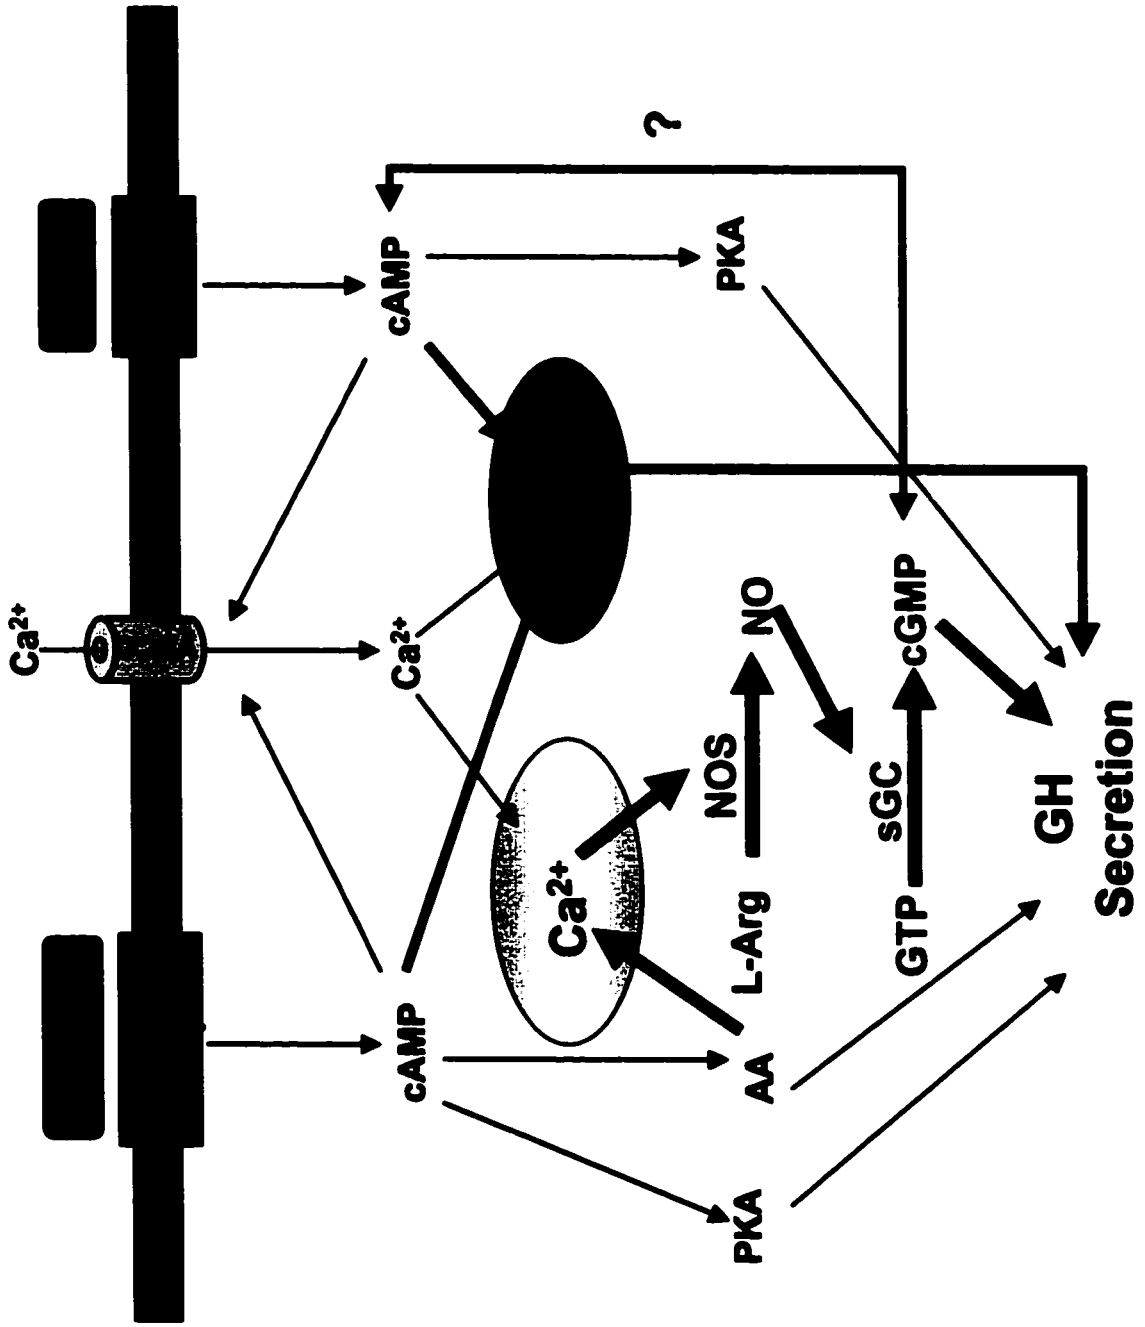 Ca²⁺
cAMP
Ca²⁺
cAMP
Ca²⁺
?
PKA
AA
L-Arg
NOS
NO
PKA
GTP
sGC
cGMP
GH
Secretion